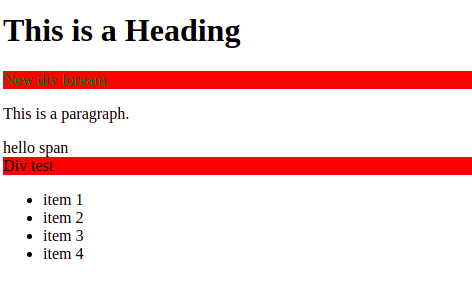 This is a Heading
New div loream
This is a paragraph.
hello span
Div test
item 1
item 2
item 3
item 4